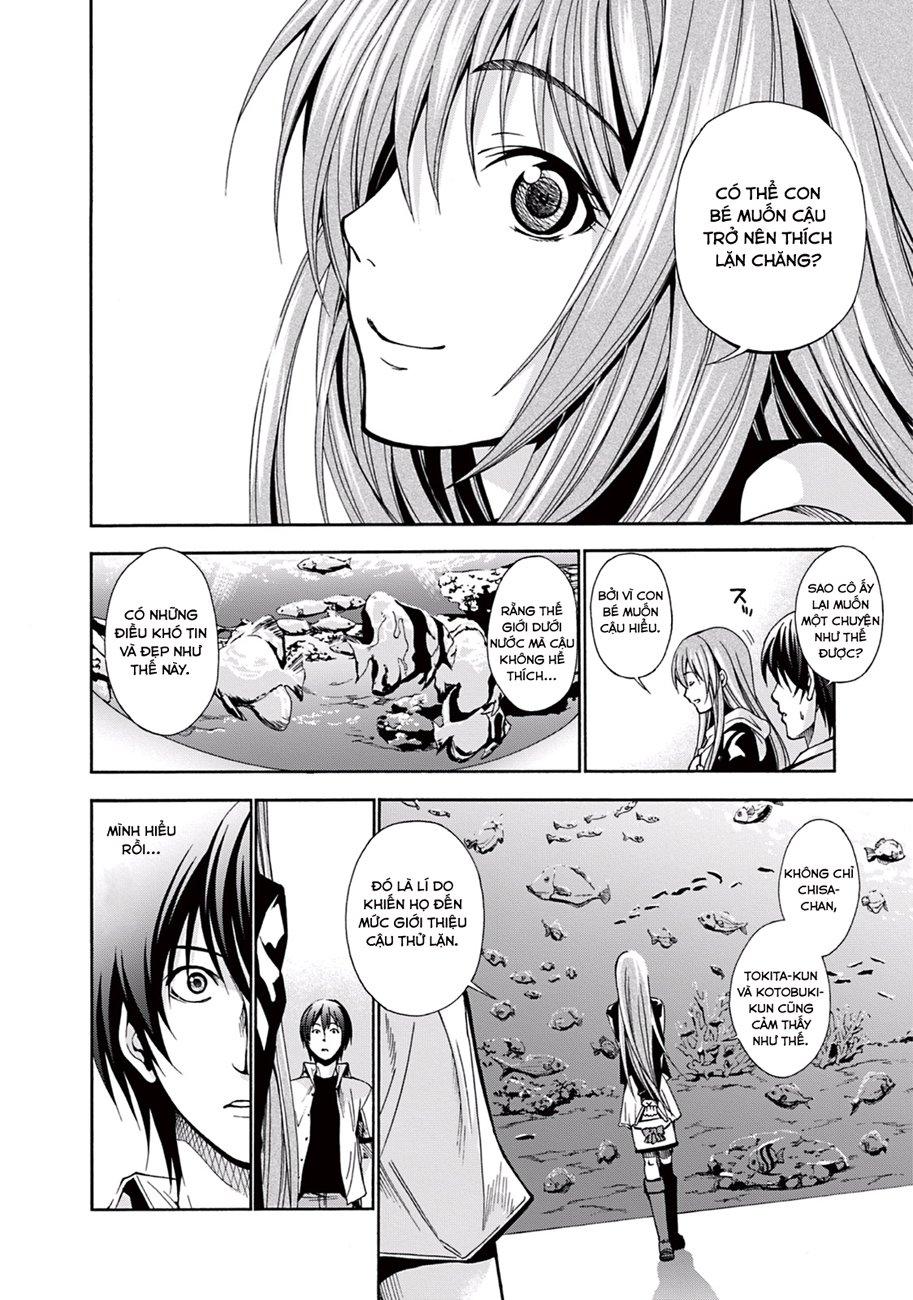 CÓ THỂ CON
BÉ MUỐN CẬU
TRỞ NÊN THÍCH
LẶN CHĂNG?
SAO CÔ ẤY
LẠI MUỐN
MỘT CHUYỆN
NHƯ THẾ
ĐƯỢC?
ス
BỞI VÌ CON
BÉ MUỐN
CẬU HIỂU.
RẰNG THẾ
GIỚI DƯỚI
NƯỚC MÀ CẬU
KHÔNG HỀ
THÍCH...
CÓ NHỮNG
ĐIỀU KHÓ TIN
VÀ ĐẸP NHƯ
THẾ NÀY.
KHÔNG CHỈ
CHISA-
CHAN,
TOKITA-KUN
VÀ KOTOBUKI-
KUN CŨNG
CẢM THẤY
NHƯ THẾ.
ĐÓ LÀ LÍ DO
KHIẾN HỌ ĐẾN
MỨC GIỚI THIỆU
CẬU THỬ LẶN.
MÌNH HIỂU
RỒI...